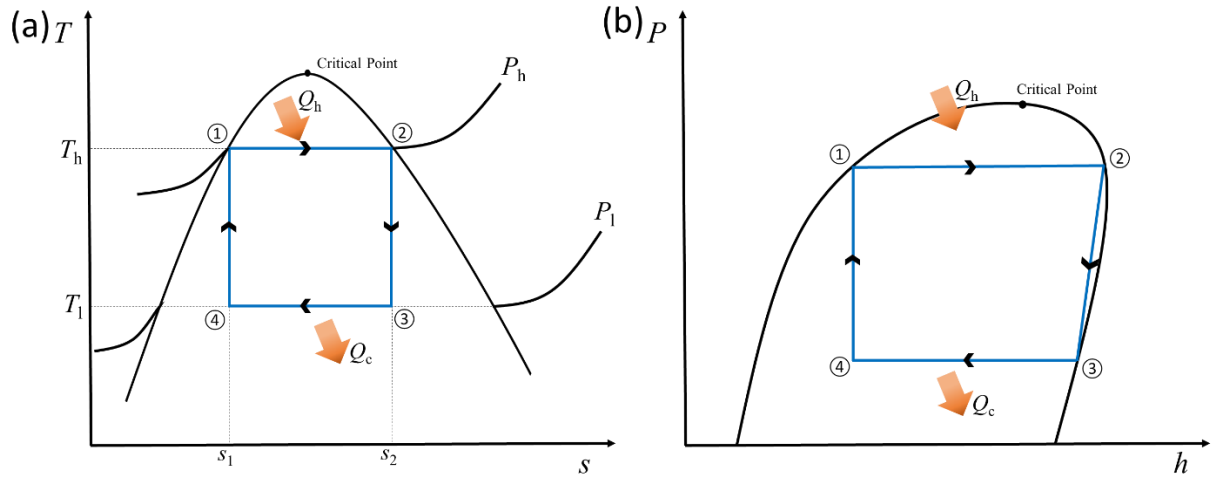 (a)
T
Critical Point
P_h
Q_h
①
②
T_h
P_l
T_l
④
③
Q_c
s_1
s_2
s
(b)
P
Q_h
Critical Point
①
②
④
③
Q_c
h